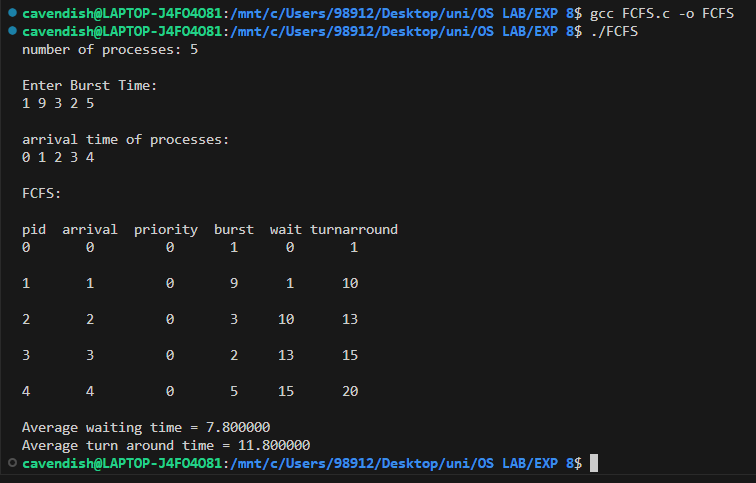 cavendish@LAPTOP-J4FO4O81:/mnt/c/Users/98912/Desktop/uni/OS LAB/EXP 8$ gcc FCFS.c -o FCFS
cavendish@LAPTOP-J4FO4O81:/mnt/c/Users/98912/Desktop/uni/OS LAB/EXP 8$ ./FCFS
number of processes: 5
Enter Burst Time:
1 9 3 2 5
arrival time of processes:
0 1 2 3 4
FCFS:
pid  arrival  priority  burst  wait turnarround
0 0 0 1 0 1
1 1 0 9 1 10
2 2 0 3 10 13
3 3 0 2 13 15
4 4 0 5 15 20
Average waiting time = 7.800000
Average turn around time = 11.800000
cavendish@LAPTOP-J4FO4O81:/mnt/c/Users/98912/Desktop/uni/OS LAB/EXP 8$